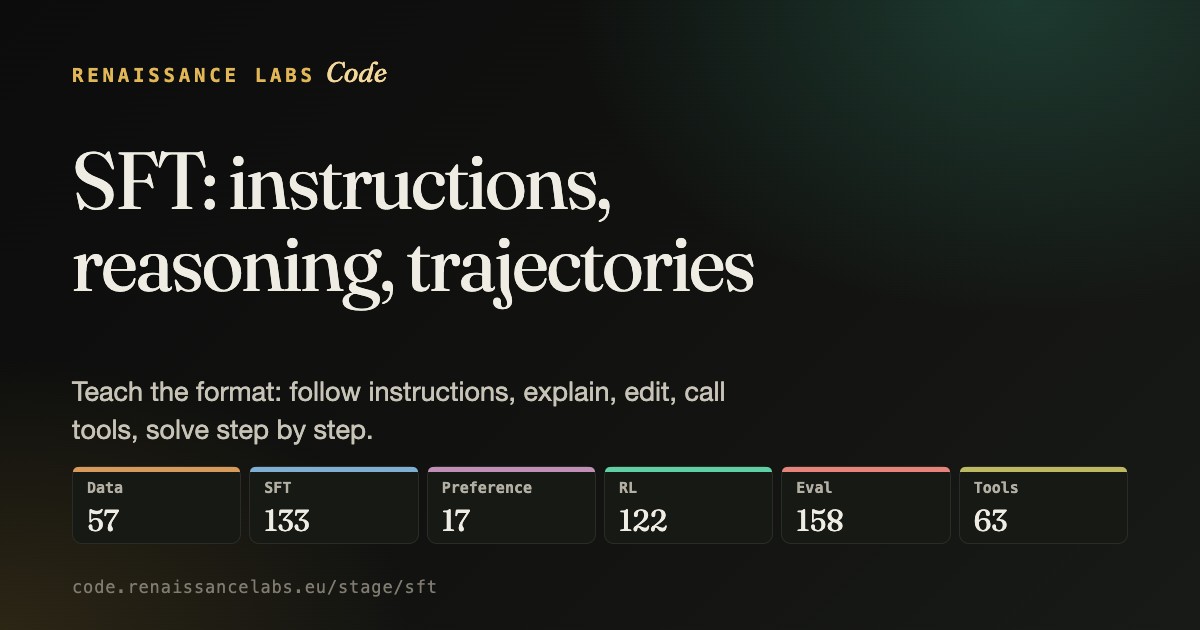 RENAISSANCE LABS Code
SFT: instructions,
reasoning, trajectories
Teach the format: follow instructions, explain, edit, call
tools, solve step by step.
Data
57
SFT
133
Preference
17
RL
122
Eval
158
Tools
63
code.renaissancelabs.eu/stage/sft